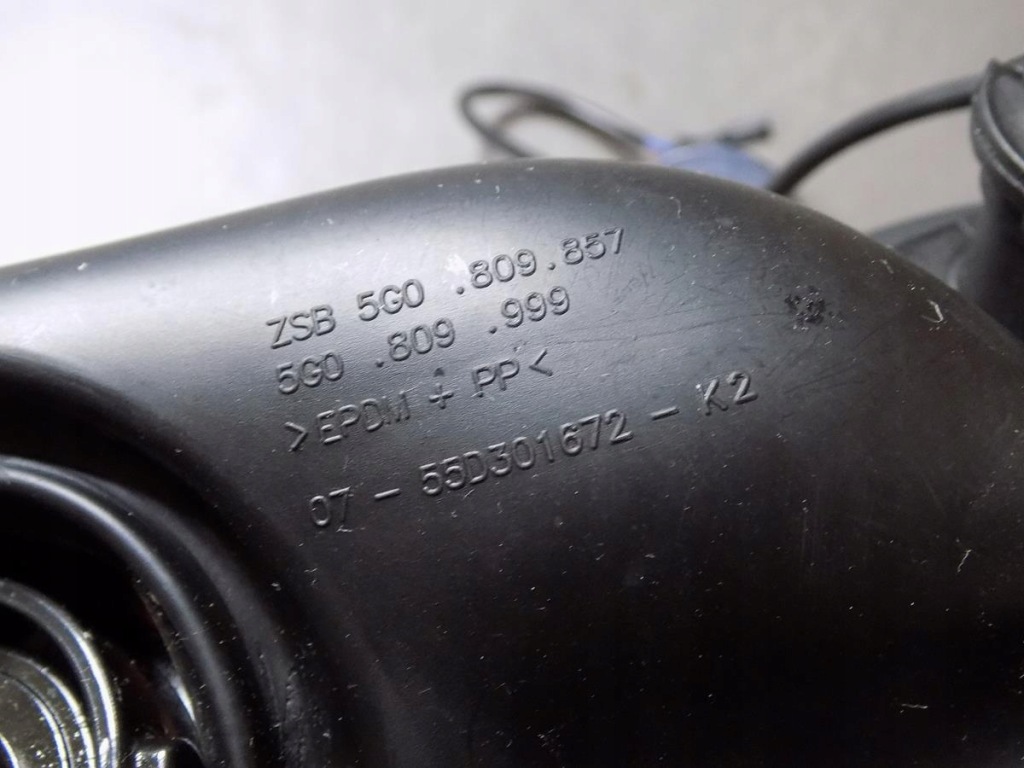 ZSB 5G0 .809.857
5G0 .809 .999
>EPDM + PP<
07 - 55D301672 - K2